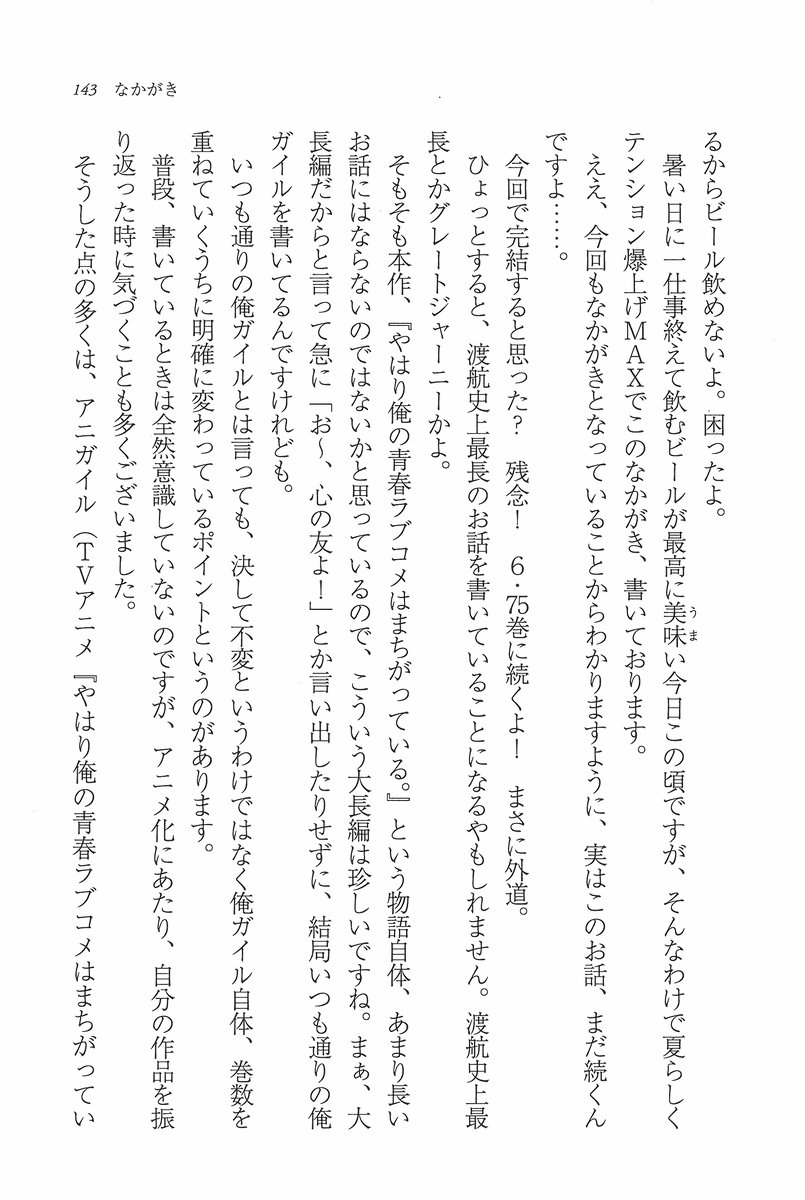 143　なかがき
るからビール飲めないよ。困ったよ。
　暑い日に一仕事終えて飲むビールが最高に美味い今日この頃ですが、そんなわけで夏らしく
うま
テンション爆上げＭＡＸでこのなかがき、書いております。
　ええ、今回もなかがきとなっていることからわかりますように、実はこのお話、まだ続くん
ですよ……。
　今回で完結すると思った？　残念！　６・75巻に続くよ！　まさに外道。
　ひょっとすると、渡航史上最長のお話を書いていることになるやもしれません。渡航史上最
長とかグレートジャーニーかよ。
　そもそも本作、『やはり俺の青春ラブコメはまちがっている。』という物語自体、あまり長い
お話にはならないのではないかと思っているので、こういう大長編は珍しいですね。まぁ、大
長編だからと言って急に「お〜、心の友よ！」とか言い出したりせずに、結局いつも通りの俺
ガイルを書いてるんですけれども。
　いつも通りの俺ガイルとは言っても、決して不変というわけではなく俺ガイル自体、巻数を
重ねていくうちに明確に変わっているポイントというのがあります。
　普段、書いているときは全然意識していないのですが、アニメ化にあたり、自分の作品を振
り返った時に気づくことも多くございました。
　そうした点の多くは、アニガイル（ＴＶアニメ『やはり俺の青春ラブコメはまちがってい